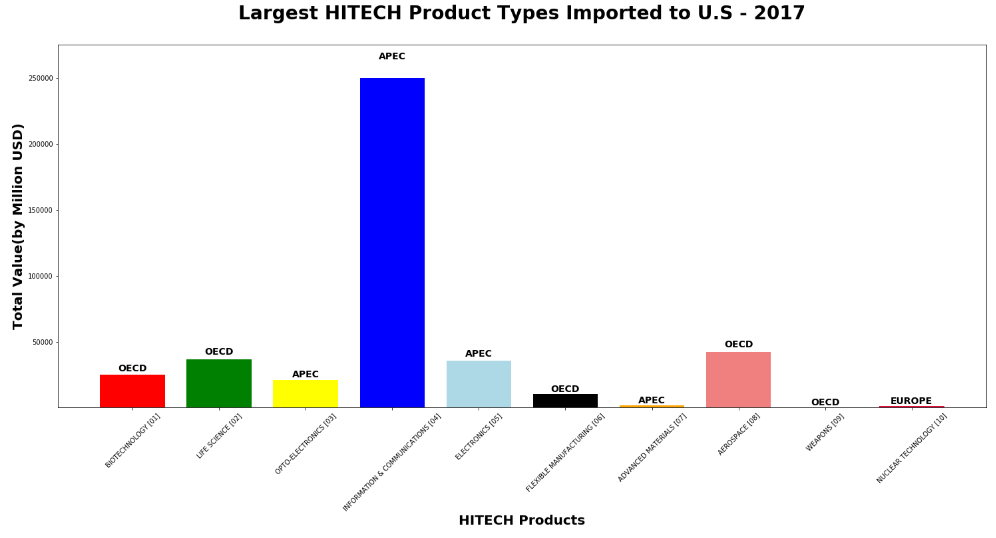 Largest HITECH Product Types Imported to U.S - 2017
Total Value(by Million USD)
250000
200000
150000
100000
50000
OECD
OECD
APEC
APEC
APEC
OECD
APEC
OECD
OECD
EUROPE
BIOTECHNOLOGY [01]
LIFE SCIENCE [02]
OPTO-ELECTRONICS [03]
INFORMATION & COMMUNICATIONS [04]
ELECTRONICS [05]
FLEXIBLE MANUFACTURING [06]
ADVANCED MATERIALS [07]
AEROSPACE [08]
WEAPONS [09]
NUCLEAR TECHNOLOGY [10]
HITECH Products